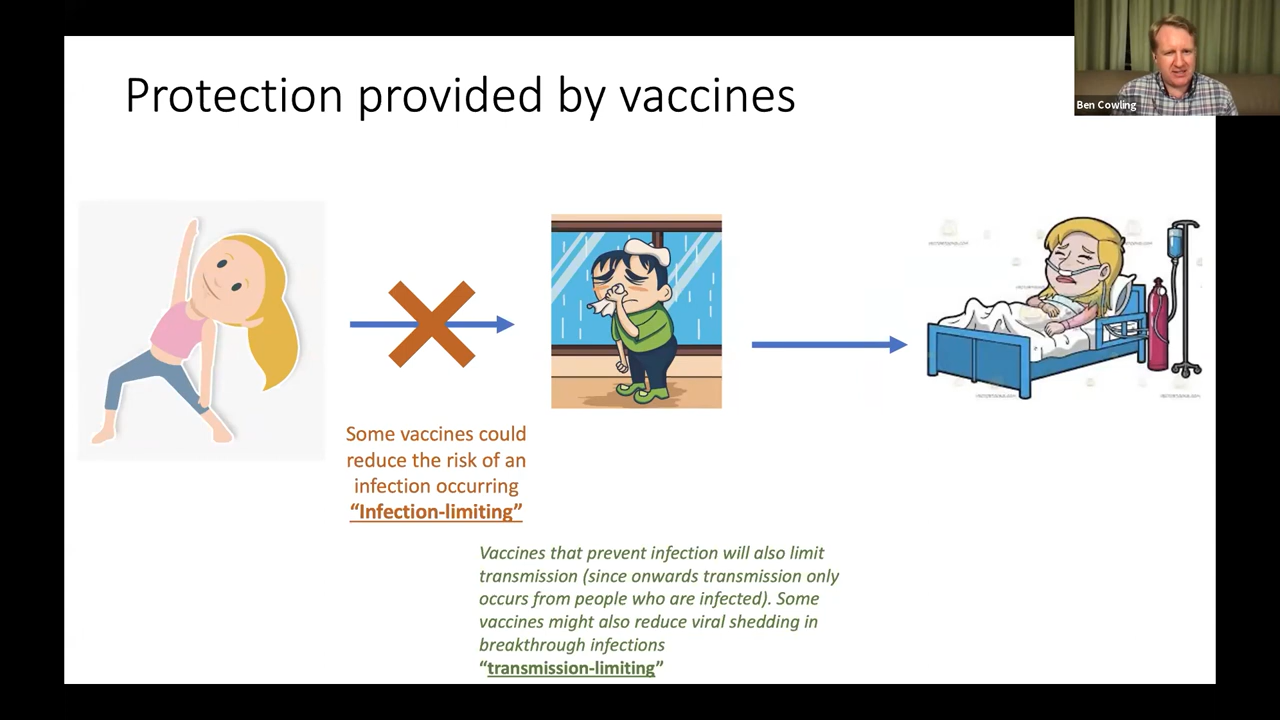 Protection provided by vaccines
Ben Cowling
Some vaccines could
reduce the risk of an
infection occurring
“Infection-limiting”
Vaccines that prevent infection will also limit
transmission (since onwards transmission only
occurs from people who are infected). Some
vaccines might also reduce viral shedding in
breakthrough infections
“transmission-limiting”